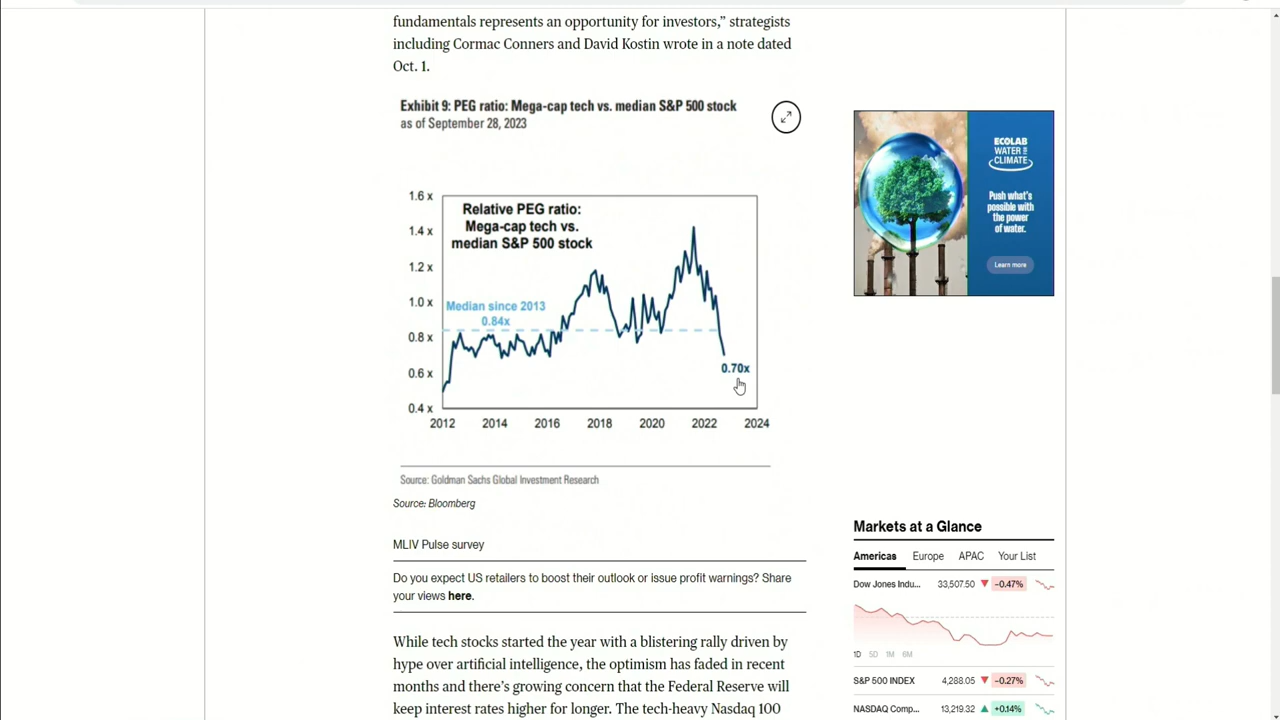 fundamentals represents an opportunity for investors,” strategists
including Cormac Conners and David Kostin wrote in a note dated
Oct. 1.
Exhibit 9: PEG ratio: Mega-cap tech vs. median S&P 500 stock
as of September 28, 2023
1.6 x
1.4 x
1.2 x
1.0 x
0.8 x
0.6 x
0.4 x
Relative PEG ratio:
Mega-cap tech vs.
median S&P 500 stock
Median since 2013
0.84x
0.70x
2012 2014 2016 2018 2020 2022 2024
Source: Goldman Sachs Global Investment Research
Source: Bloomberg
MLIV Pulse survey
Do you expect US retailers to boost their outlook or issue profit warnings? Share
your views here.
While tech stocks started the year with a blistering rally driven by
hype over artificial intelligence, the optimism has faded in recent
months and there's growing concern that the Federal Reserve will
keep interest rates higher for longer. The tech-heavy Nasdaq 100
ECOLAB
WATER FOR
CLIMATE
Push what's
possible with
the power
of water.
Learn more
Markets at a Glance
Americas Europe APAC Your List
Dow Jones Indu... 33,507.50 ▼ -0.47%
1D 5D 1M 6M
S&P 500 INDEX 4,288.05 ▼ -0.27%
NASDAQ Comp... 13,219.32 ▲ +0.14%